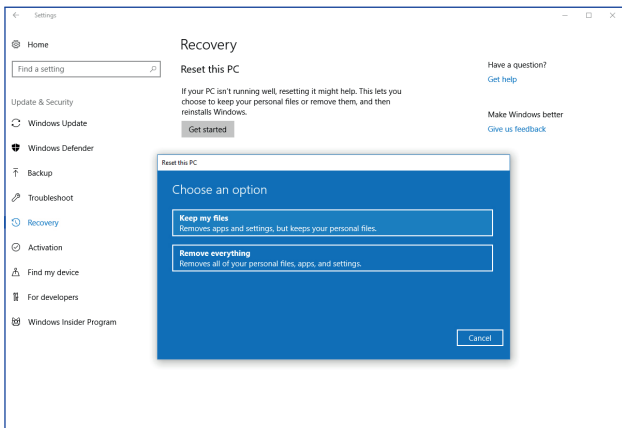 Settings
Home
Find a setting
Update & Security
Windows Update
Windows Defender
Backup
Troubleshoot
Recovery
Activation
Find my device
For developers
Windows Insider Program
Recovery
Reset this PC
If your PC isn't running well, resetting it might help. This lets you
choose to keep your personal files or remove them, and then
reinstalls Windows.
Get started
Have a question?
Get help
Make Windows better
Give us feedback
Reset this PC
Choose an option
Keep my files
Removes apps and settings, but keeps your personal files.
Remove everything
Removes all of your personal files, apps, and settings.
Cancel